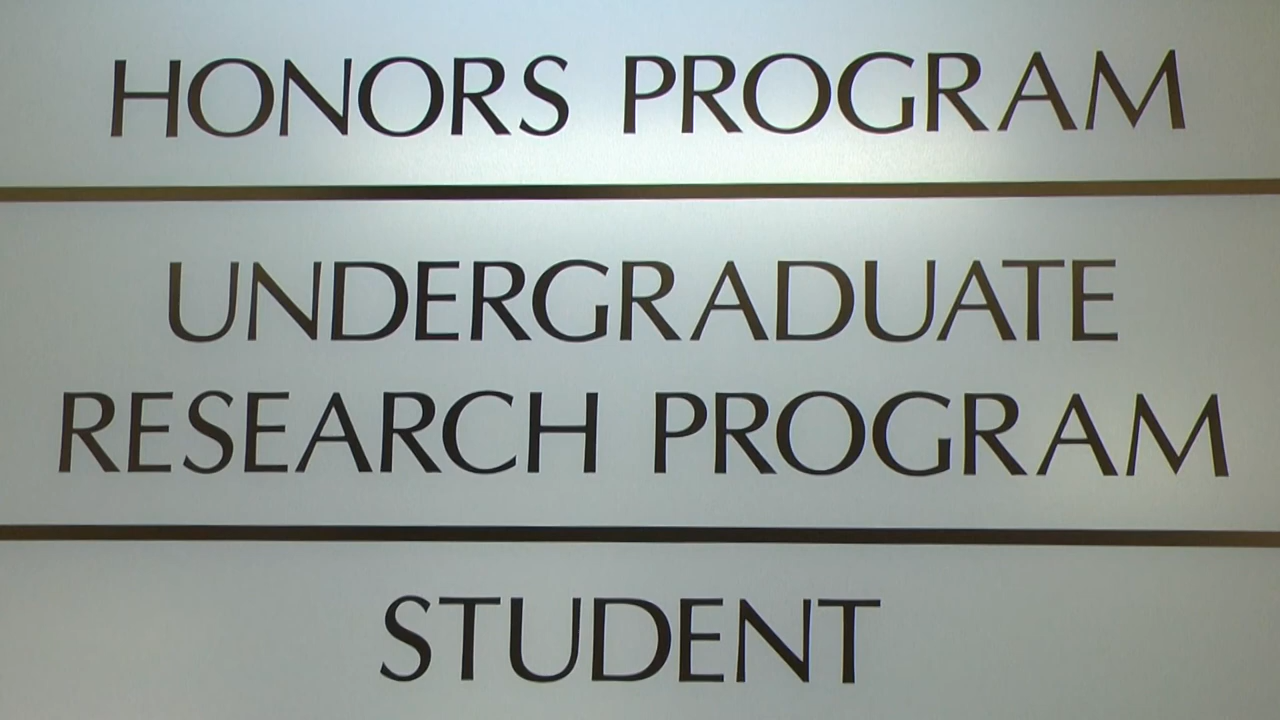 HONORS PROGRAM
UNDERGRADUATE
RESEARCH PROGRAM
STUDENT